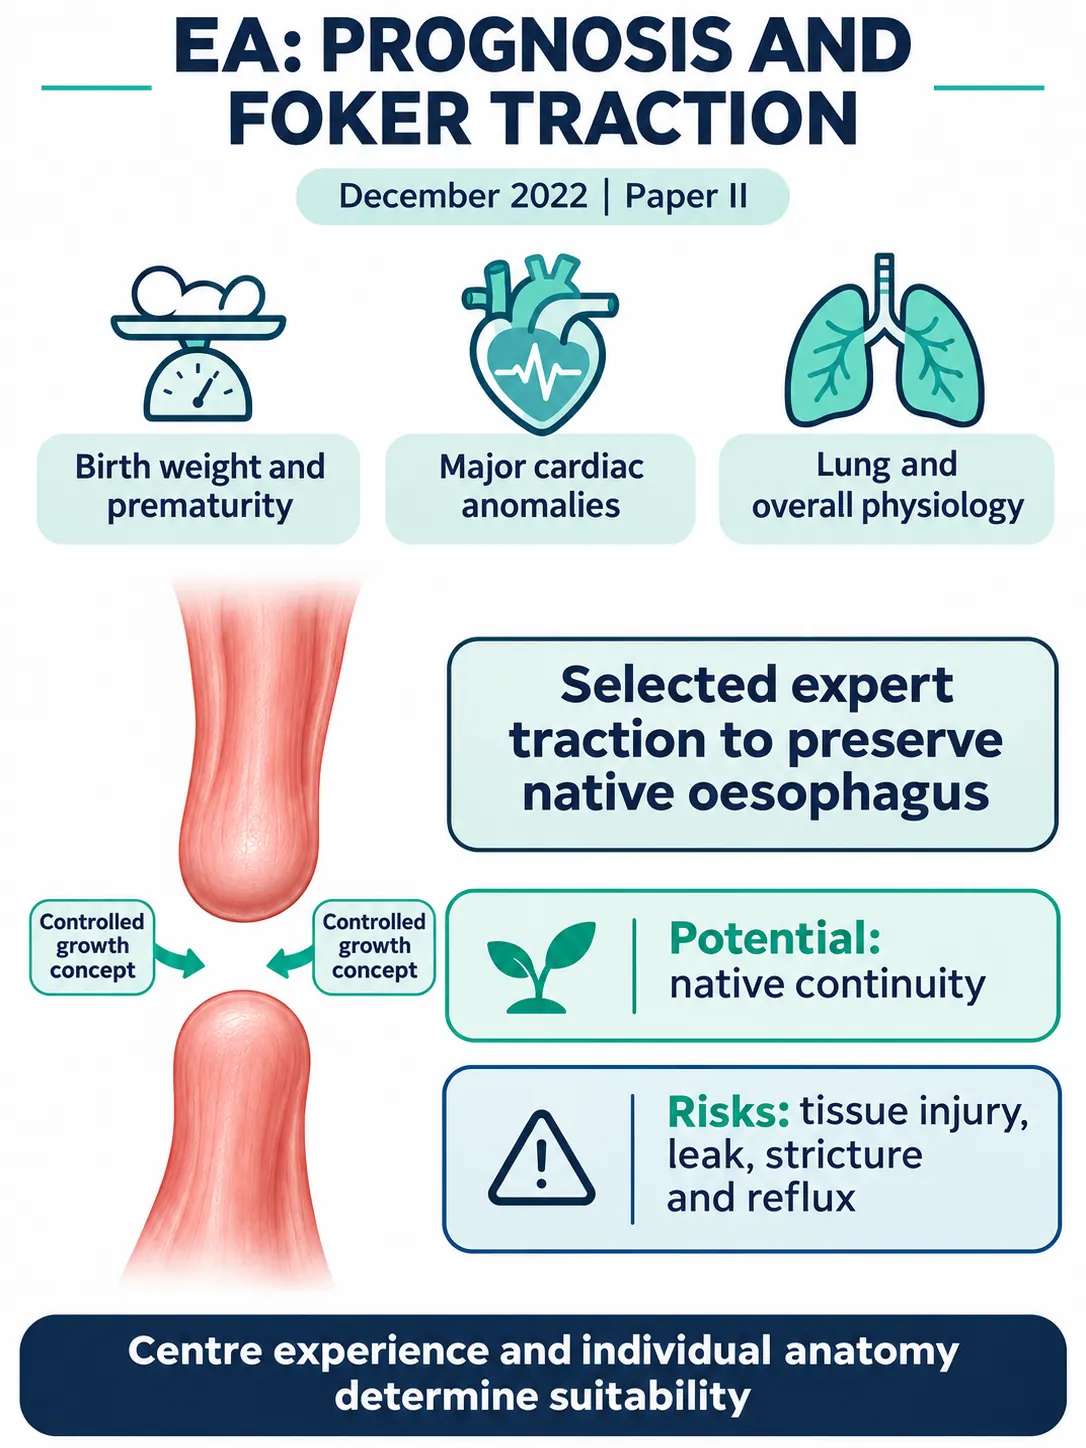 EA: PROGNOSIS AND
FOKER TRACTION
December 2022 | Paper II
Birth weight and
prematurity
Major cardiac
anomalies
Lung and
overall physiology
Selected expert
traction to preserve
native oesophagus
Controlled
growth
concept
Controlled
growth
concept
Potential:
native continuity
Risks: tissue injury,
leak, stricture
and reflux
Centre experience and individual anatomy
determine suitability